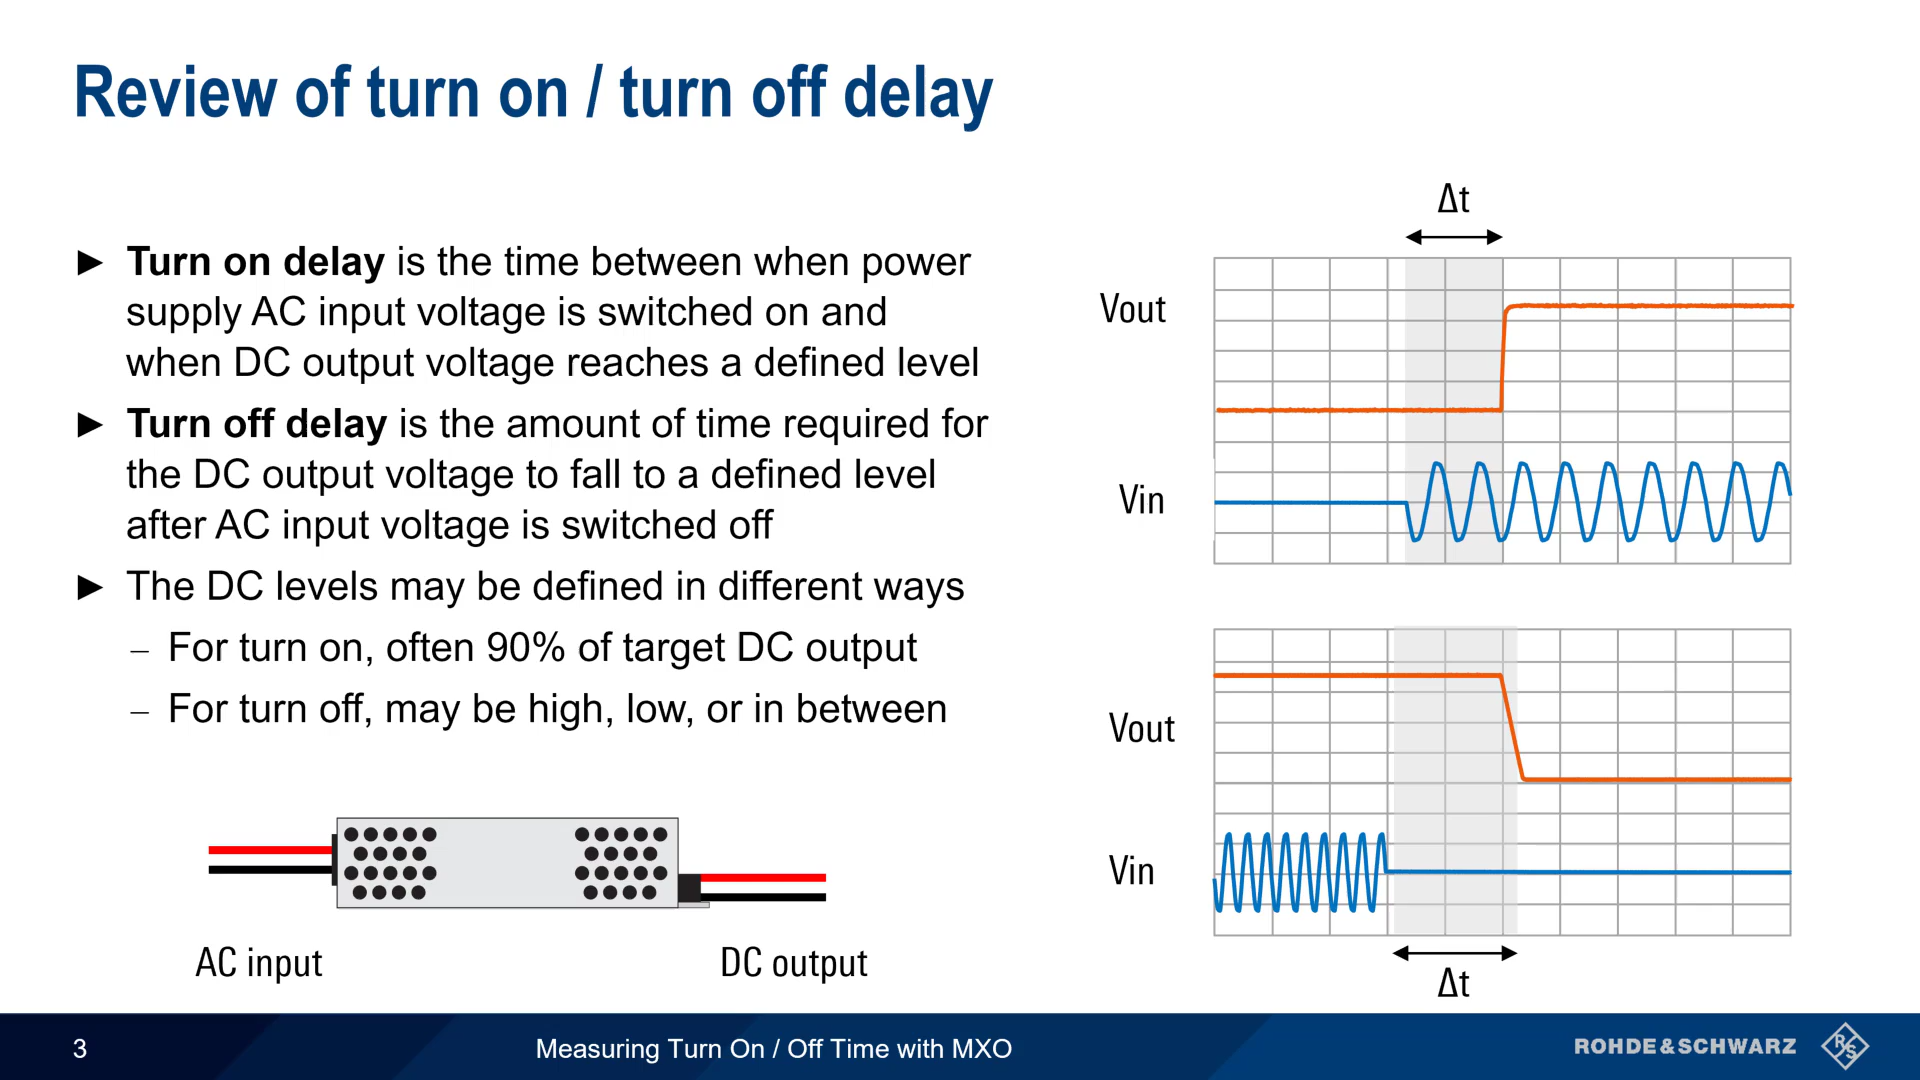 Review of turn on / turn off delay
► Turn on delay is the time between when power
supply AC input voltage is switched on and
when DC output voltage reaches a defined level
► Turn off delay is the amount of time required for
the DC output voltage to fall to a defined level
after AC input voltage is switched off
► The DC levels may be defined in different ways
– For turn on, often 90% of target DC output
– For turn off, may be high, low, or in between
AC input
DC output
Δt
Vout
Vin
Vout
Vin
Δt
3
Measuring Turn On / Off Time with MXO
ROHDE&SCHWARZ
R&S